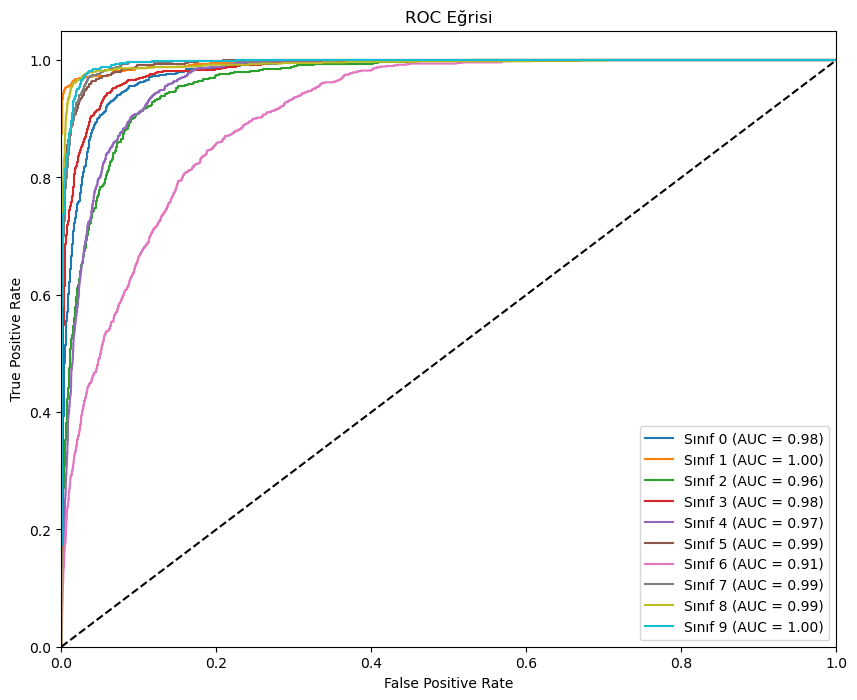 ROC Eğrisi
True Positive Rate
1.0
0.8
0.6
0.4
0.2
0.0
0.0 0.2 0.4 0.6 0.8 1.0
False Positive Rate
Sınıf 0 (AUC = 0.98)
Sınıf 1 (AUC = 1.00)
Sınıf 2 (AUC = 0.96)
Sınıf 3 (AUC = 0.98)
Sınıf 4 (AUC = 0.97)
Sınıf 5 (AUC = 0.99)
Sınıf 6 (AUC = 0.91)
Sınıf 7 (AUC = 0.99)
Sınıf 8 (AUC = 0.99)
Sınıf 9 (AUC = 1.00)